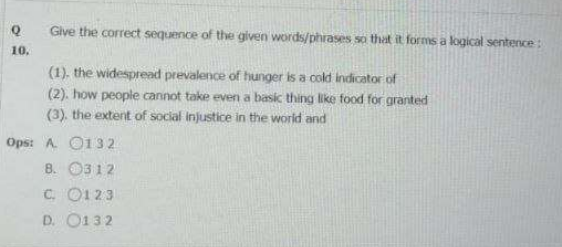 Q Give the correct sequence of the given words/phrases so that it forms a logical sentence :
10.
(1). the widespread prevalence of hunger is a cold indicator of
(2). how people cannot take even a basic thing like food for granted
(3). the extent of social injustice in the world and
Ops: A. 1 3 2
B. 3 1 2
C. 1 2 3
D. 1 3 2